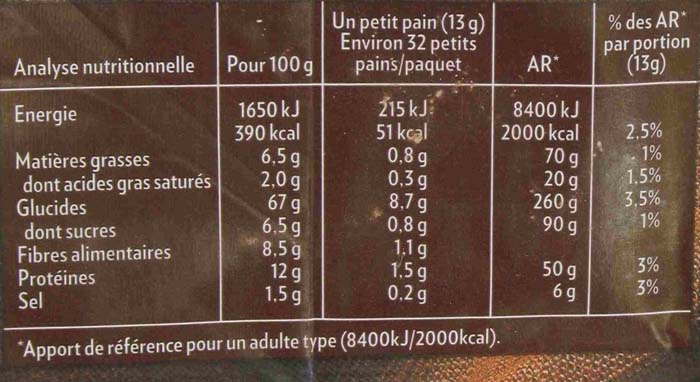 Analyse nutritionnelle | Pour 100 g | Un petit pain (13 g) Environ 32 petits pains/paquet | AR* | % des AR* par portion (13g)
Energie | 1650 kJ | 215 kJ | 8400 kJ
390 kcal | 51 kcal | 2000 kcal | 2,5%
Matières grasses | 6,5 g | 0,8 g | 70 g | 1%
dont acides gras saturés | 2,0 g | 0,3 g | 20 g | 1,5%
Glucides | 67 g | 8,7 g | 260 g | 3,5%
dont sucres | 6,5 g | 0,8 g | 90 g | 1%
Fibres alimentaires | 8,5 g | 1,1 g
Protéines | 12 g | 1,5 g | 50 g | 3%
Sel | 1,5 g | 0,2 g | 6 g | 3%
*Apport de référence pour un adulte type (8400kJ/2000kcal).